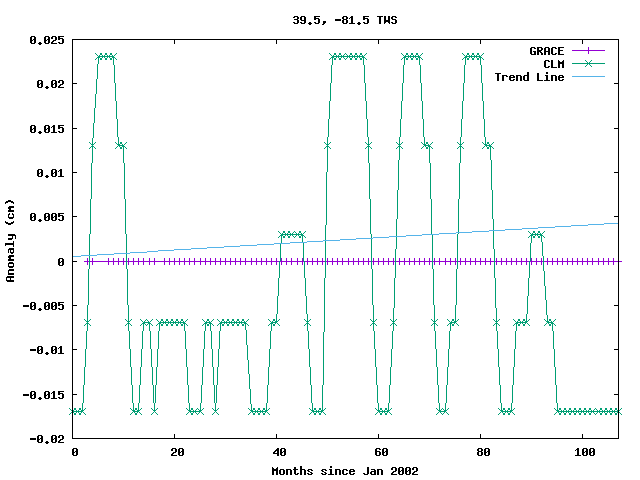 39.5, -81.5 TWS
0.025
0.02
0.015
0.01
0.005
0
-0.005
-0.01
-0.015
-0.02
Anomaly (cm)
GRACE
CLM
Trend Line
0 20 40 60 80 100
Months since Jan 2002